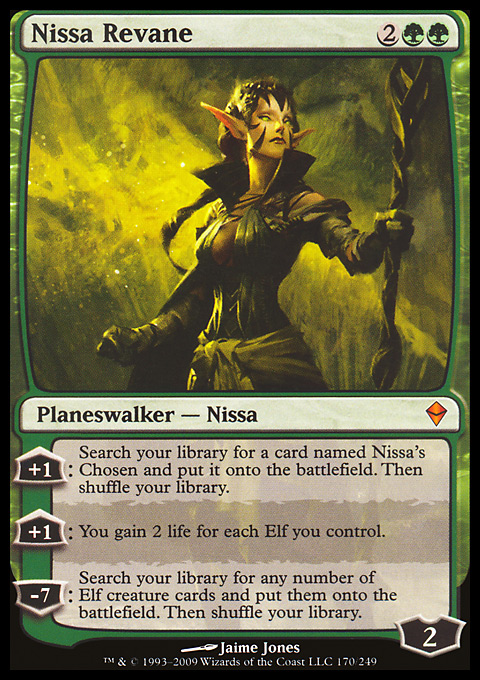 Nissa Revane 2
Planeswalker — Nissa
+1: Search your library for a card named Nissa's
Chosen and put it onto the battlefield. Then
shuffle your library.
+1: You gain 2 life for each Elf you control.
-7: Search your library for any number of
Elf creature cards and put them onto the
battlefield. Then shuffle your library.
2
Jaime Jones
™ & © 1993–2009 Wizards of the Coast LLC 170/249